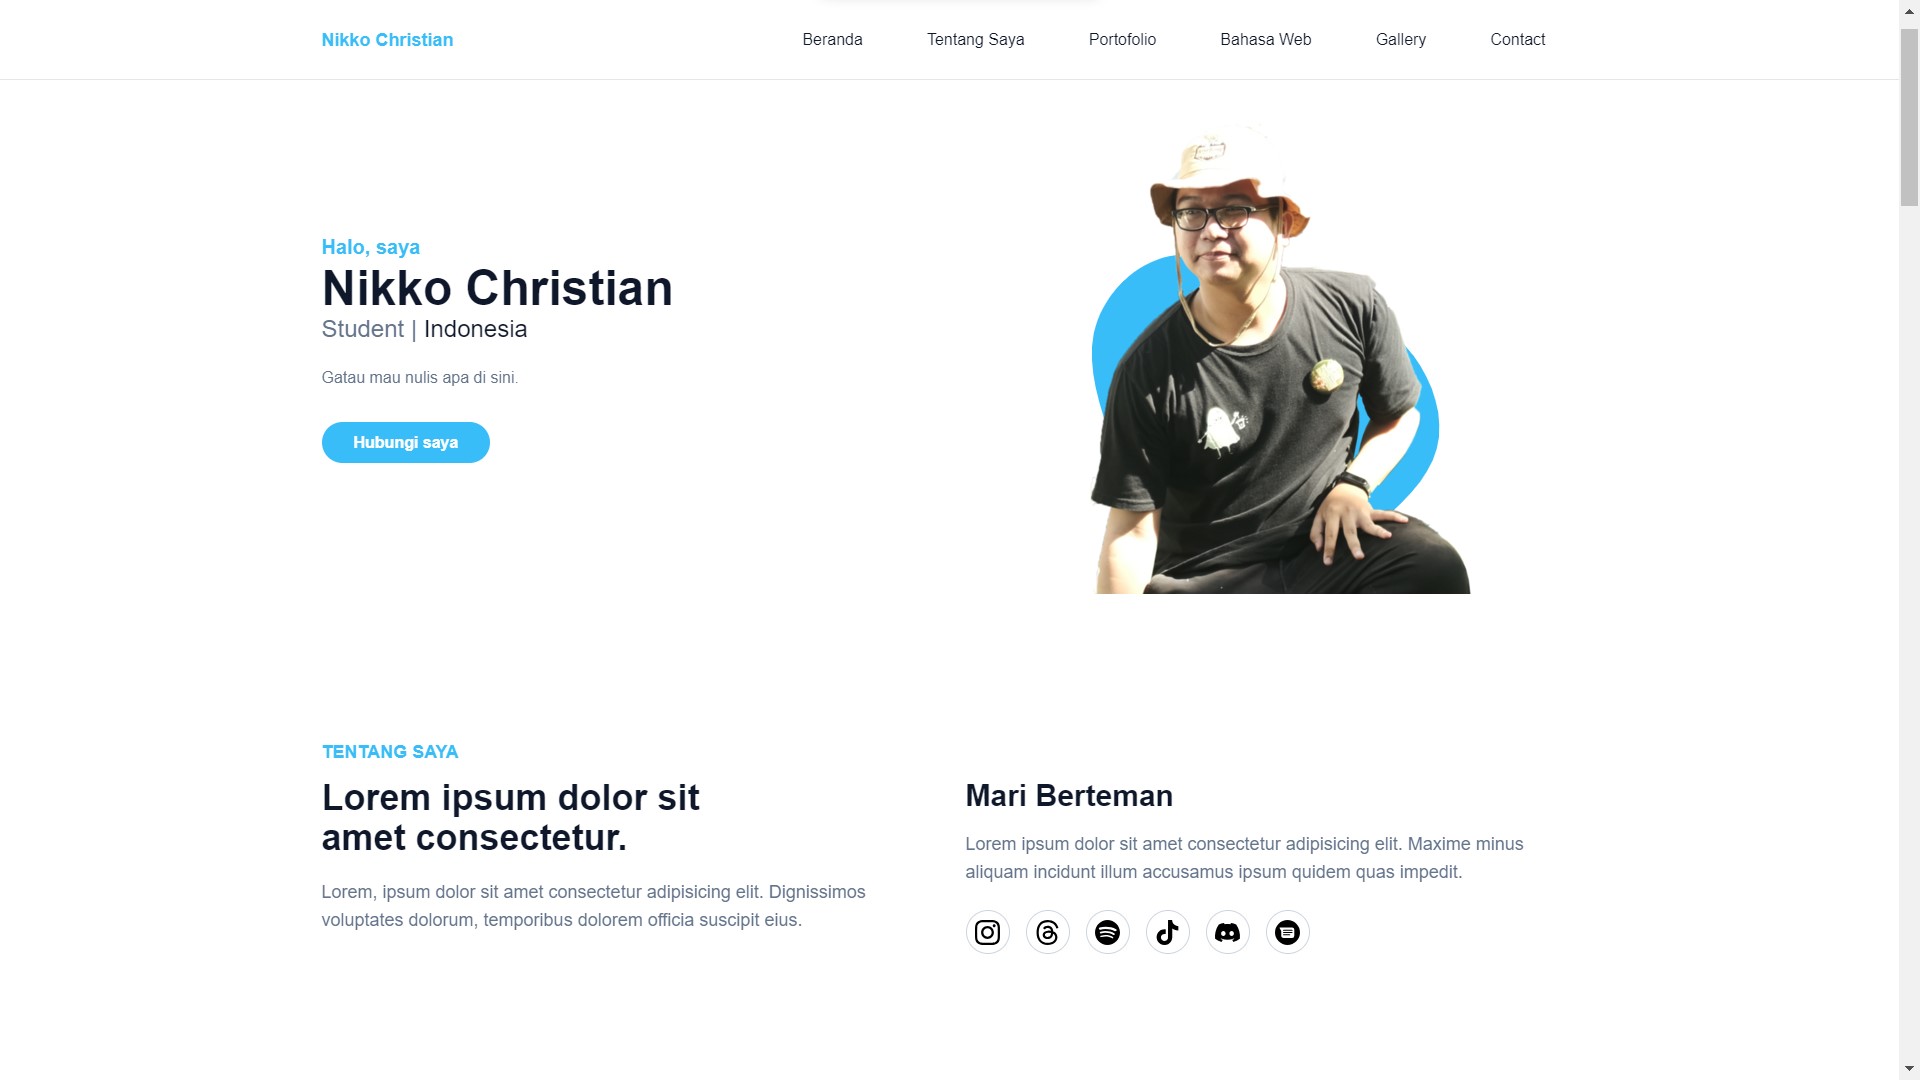 Nikko Christian
Beranda
Tentang Saya
Portofolio
Bahasa Web
Gallery
Contact
Halo, saya
Nikko Christian
Student | Indonesia
Gatau mau nulis apa di sini.
Hubungi saya
TENTANG SAYA
Lorem ipsum dolor sit
amet consectetur.
Lorem, ipsum dolor sit amet consectetur adipisicing elit. Dignissimos
voluptates dolorum, temporibus dolorem officia suscipit eius.
Mari Berteman
Lorem ipsum dolor sit amet consectetur adipisicing elit. Maxime minus
aliquam incidunt illum accusamus ipsum quidem quas impedit.